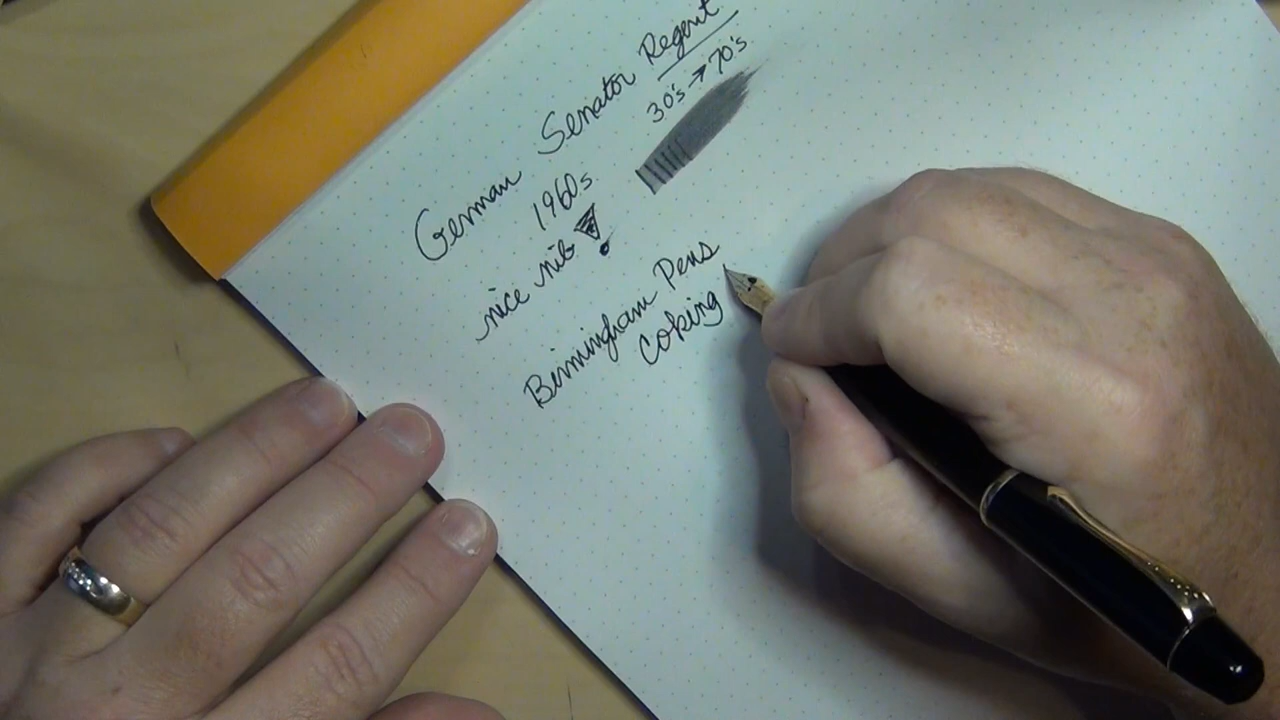 German Senator Regent
1960s 30's → 70's
nice nib!
Birmingham Pens
Coking